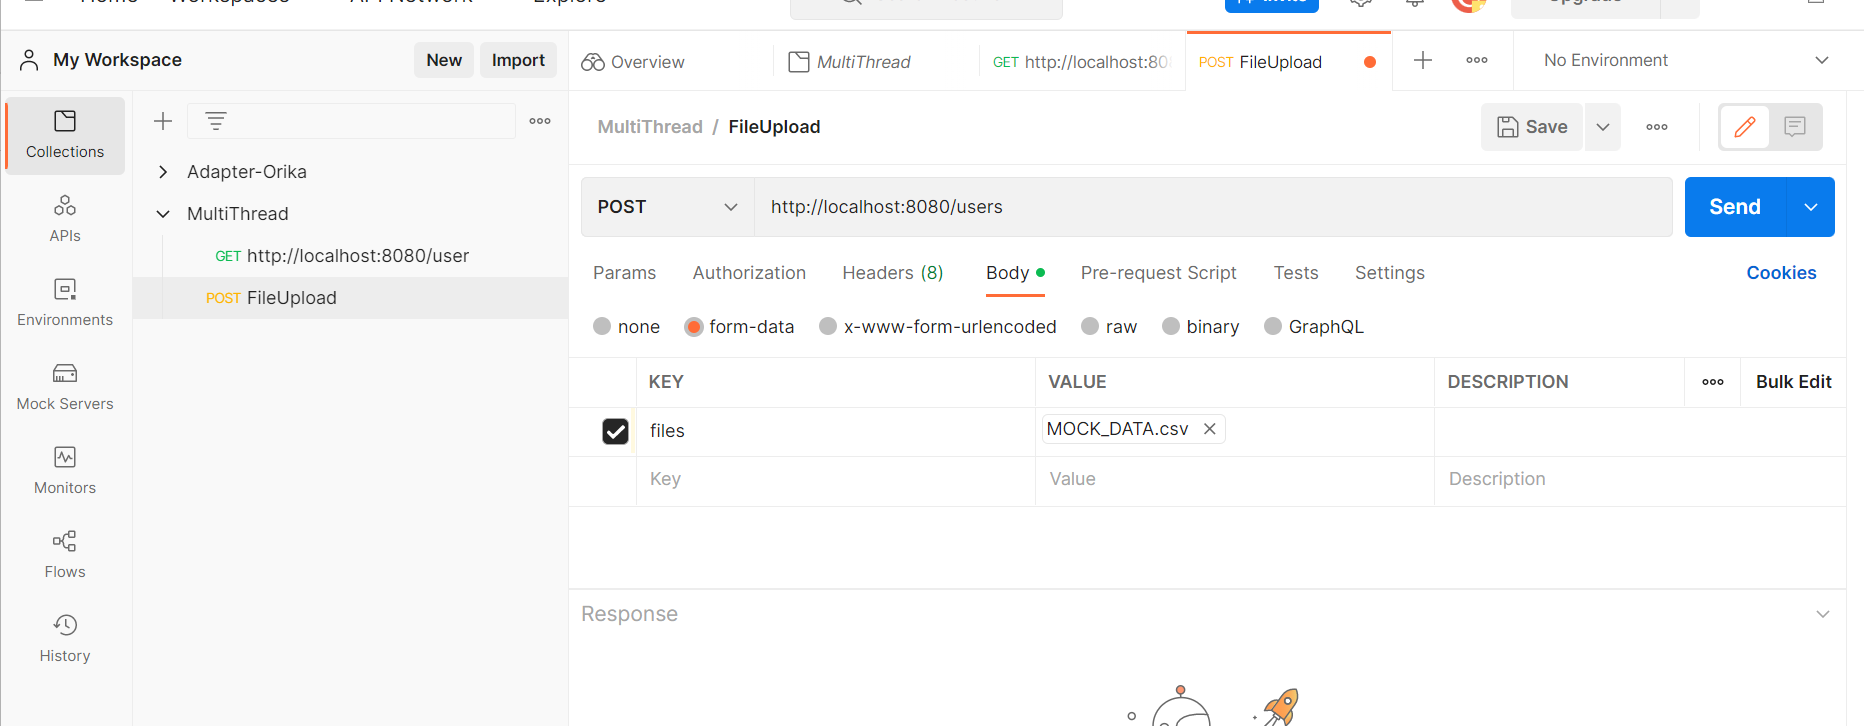 My Workspace
New
Import
Overview
MultiThread
GET http://localhost:80
POST FileUpload
No Environment
Collections
APIs
Environments
Mock Servers
Monitors
Flows
History
Adapter-Orika
MultiThread
GET http://localhost:8080/user
POST FileUpload
MultiThread / FileUpload
Save
POST
http://localhost:8080/users
Send
Params
Authorization
Headers (8)
Body
Pre-request Script
Tests
Settings
Cookies
none
form-data
x-www-form-urlencoded
raw
binary
GraphQL
KEY
VALUE
DESCRIPTION
Bulk Edit
files
MOCK_DATA.csv
Key
Value
Description
Response